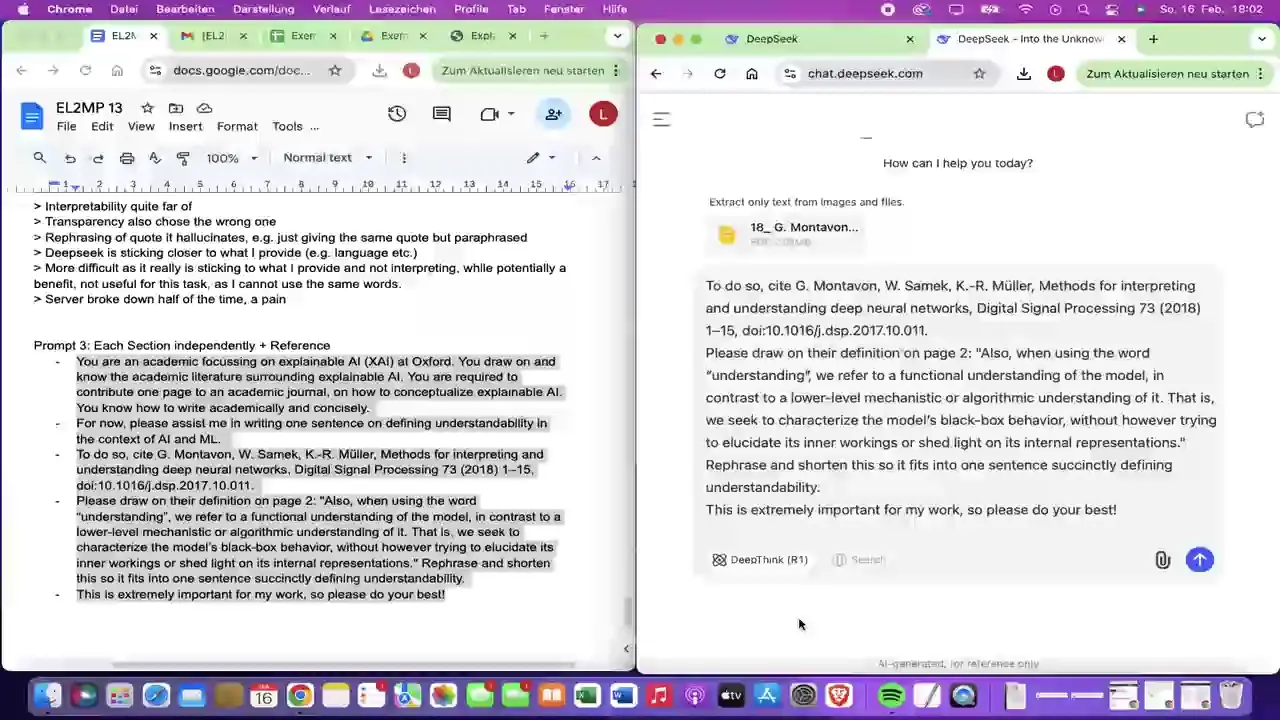 Chrome Datei Bearbeiten Darstellung Verlauf Lesezeichen Profile Tab Fenster Hilfe So. 16 Feb. 18:02
EL2M [EL2 Exem Exem Expl
docs.google.com/doc... Zum Aktualisieren neu starten
EL2MP 13
File Edit View Insert Format Tools ...
100% Normal text
1 2 3 4 5 6 7 8 9 10 11 12 13 14 15 16 17
> Interpretability quite far of
> Transparency also chose the wrong one
> Rephrasing of quote it hallucinates, e.g. just giving the same quote but paraphrased
> Deepseek is sticking closer to what I provide (e.g. language etc.)
> More difficult as it really is sticking to what I provide and not interpreting, while potentially a
benefit, not useful for this task, as I cannot use the same words.
> Server broke down half of the time, a pain
Prompt 3: Each Section independently + Reference
- You are an academic focussing on explainable AI (XAI) at Oxford. You draw on and
know the academic literature surrounding explainable AI. You are required to
contribute one page to an academic journal, on how to conceptualize explainable AI.
You know how to write academically and concisely.
- For now, please assist me in writing one sentence on defining understandability in
the context of AI and ML.
- To do so, cite G. Montavon, W. Samek, K.-R. Müller, Methods for interpreting and
understanding deep neural networks, Digital Signal Processing 73 (2018) 1–15,
doi:10.1016/j.dsp.2017.10.011.
- Please draw on their definition on page 2: "Also, when using the word
“understanding”, we refer to a functional understanding of the model, in contrast to a
lower-level mechanistic or algorithmic understanding of it. That is, we seek to
characterize the model’s black-box behavior, without however trying to elucidate its
inner workings or shed light on its internal representations." Rephrase and shorten
this so it fits into one sentence succinctly defining understandability.
- This is extremely important for my work, so please do your best!
DeepSeek DeepSeek - Into the Unknow
chat.deepseek.com Zum Aktualisieren neu starten
How can I help you today?
Extract only text from images and files.
18_ G. Montavon...
To do so, cite G. Montavon, W. Samek, K.-R. Müller, Methods for interpreting
and understanding deep neural networks, Digital Signal Processing 73 (2018)
1–15, doi:10.1016/j.dsp.2017.10.011.
Please draw on their definition on page 2: "Also, when using the word
“understanding”, we refer to a functional understanding of the model, in
contrast to a lower-level mechanistic or algorithmic understanding of it. That is,
we seek to characterize the model’s black-box behavior, without however trying
to elucidate its inner workings or shed light on its internal representations."
Rephrase and shorten this so it fits into one sentence succinctly defining
understandability.
This is extremely important for my work, so please do your best!
DeepThink (R1) Search
AI-generated, for reference only